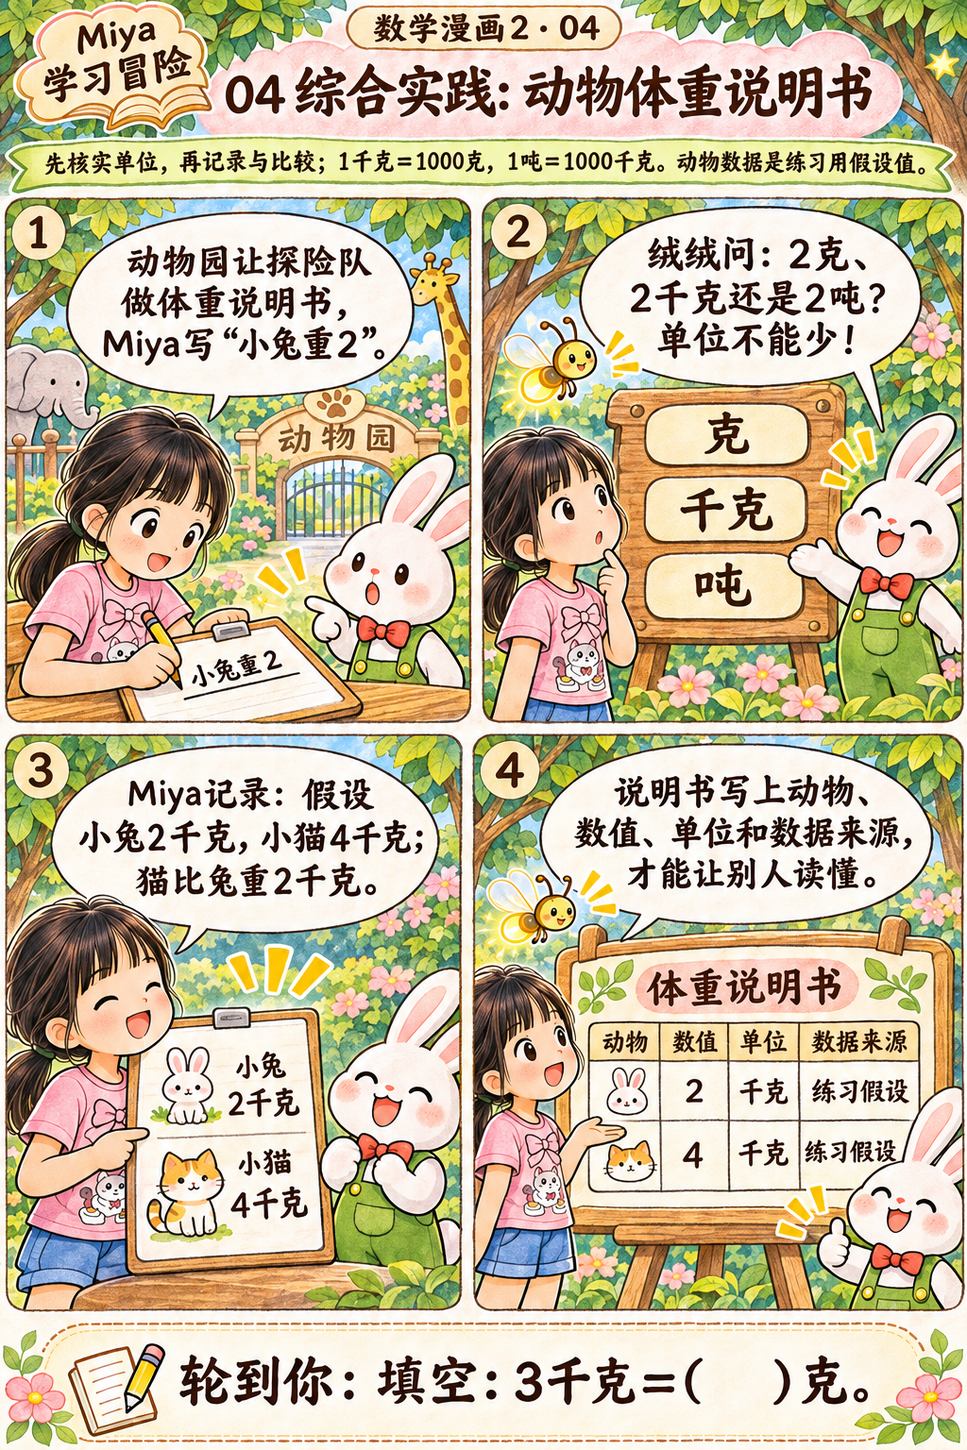 Miya
学习冒险
数学漫画2·04
04 综合实践：动物体重说明书
先核实单位，再记录与比较；1千克＝1000克，1吨＝1000千克。动物数据是练习用假设值。
1
动物园让探险队
做体重说明书，
Miya写“小兔重2”。
动物园
小兔重2
2
绒绒问：2克、
2千克还是2吨？
单位不能少！
克
千克
吨
3
Miya记录：假设
小兔2千克，小猫4千克；
猫比兔重2千克。
小兔
2千克
小猫
4千克
4
说明书写上动物、
数值、单位和数据来源，
才能让别人读懂。
体重说明书
动物 数值 单位 数据来源
2 千克 练习假设
4 千克 练习假设
轮到你：填空：3千克＝(　　)克。